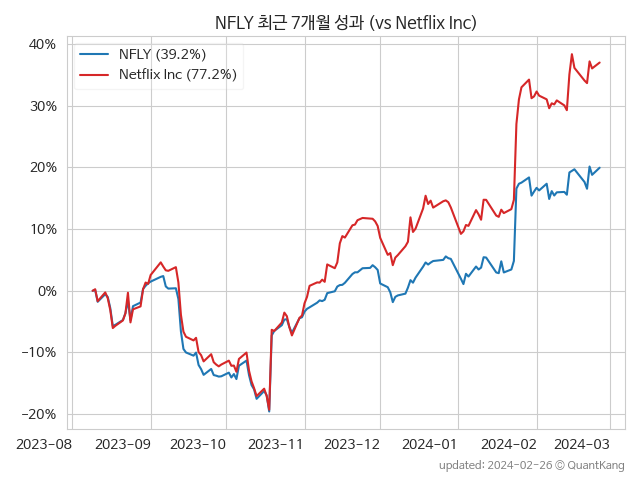 NFLY 최근 7개월 성과 (vs Netflix Inc)
NFLY (39.2%)
Netflix Inc (77.2%)
40%
30%
20%
10%
0%
−10%
−20%
2023−08 2023−09 2023−10 2023−11 2023−12 2024−01 2024−02 2024−03
updated: 2024−02−26 © QuantKang